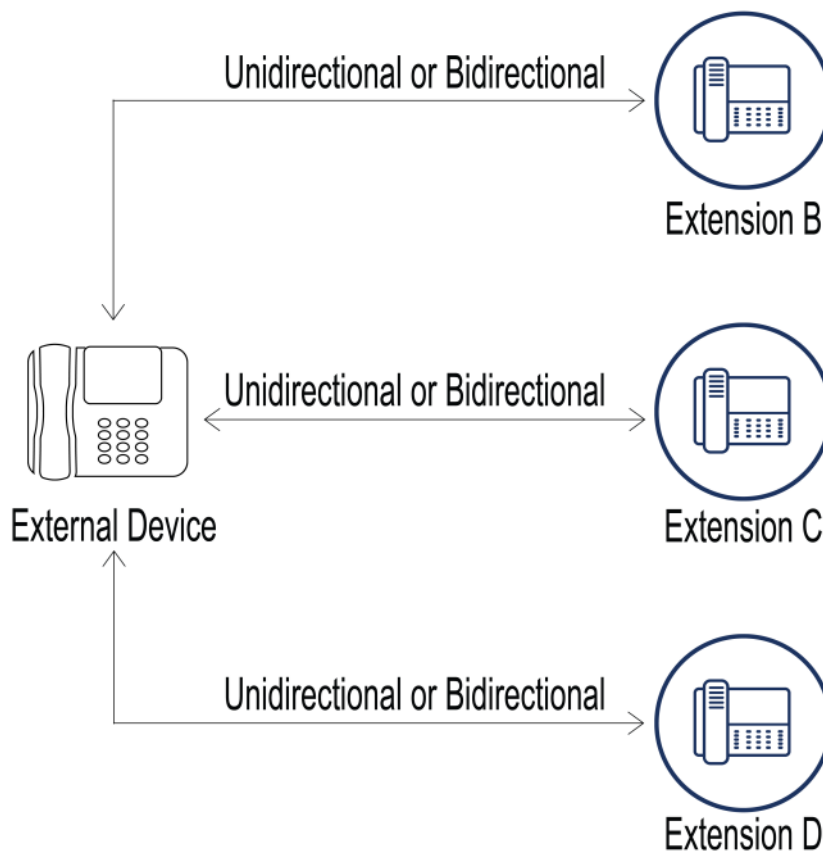 Unidirectional or Bidirectional
Extension B
Unidirectional or Bidirectional
External Device
Extension C
Unidirectional or Bidirectional
Extension D